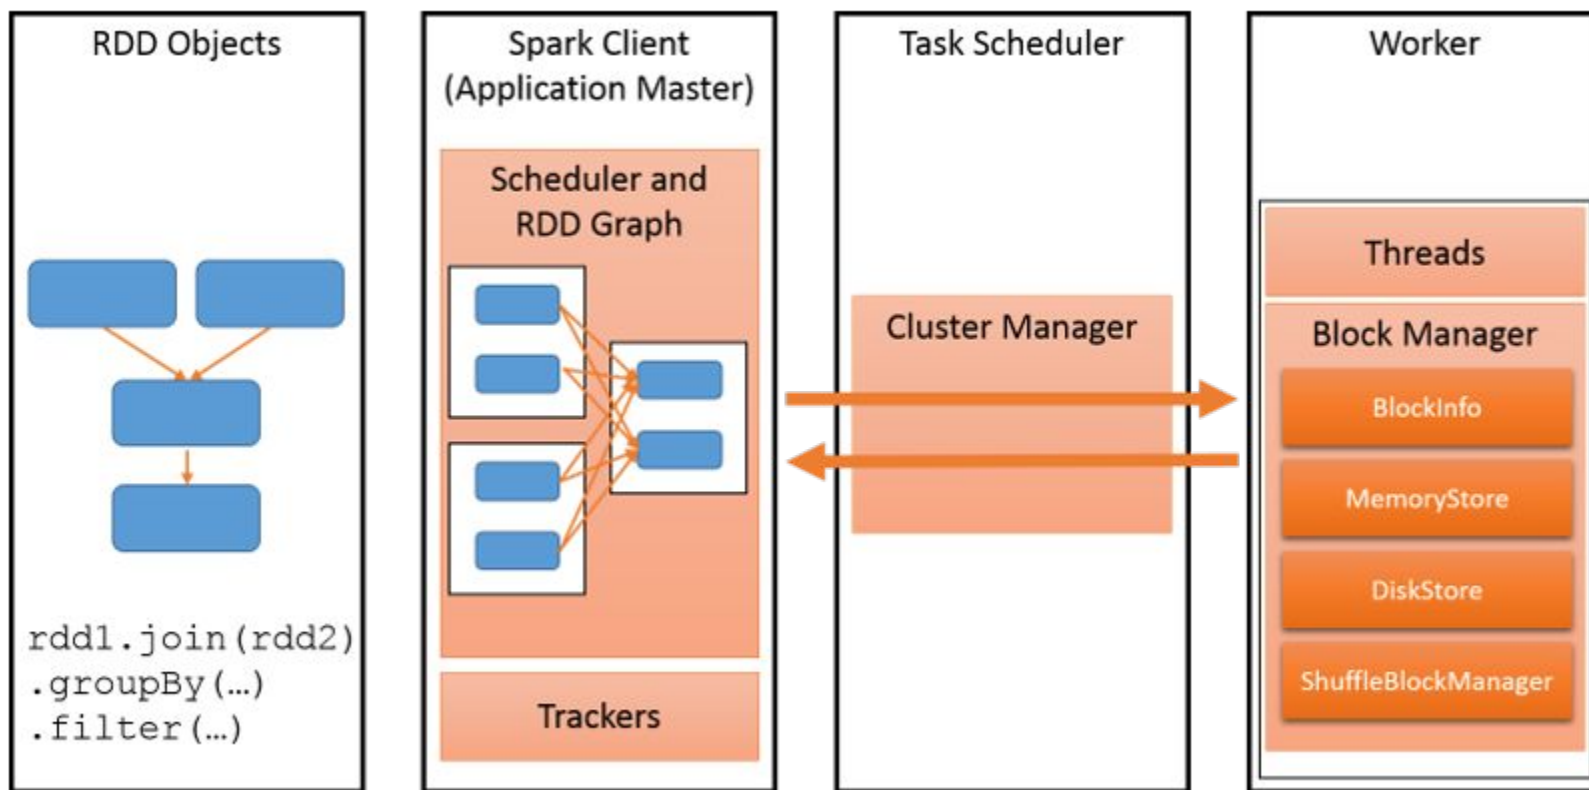 RDD Objects
rdd1.join(rdd2)
.groupBy(…)
.filter(…)
Spark Client
(Application Master)
Scheduler and
RDD Graph
Trackers
Task Scheduler
Cluster Manager
Worker
Threads
Block Manager
BlockInfo
MemoryStore
DiskStore
ShuffleBlockManager